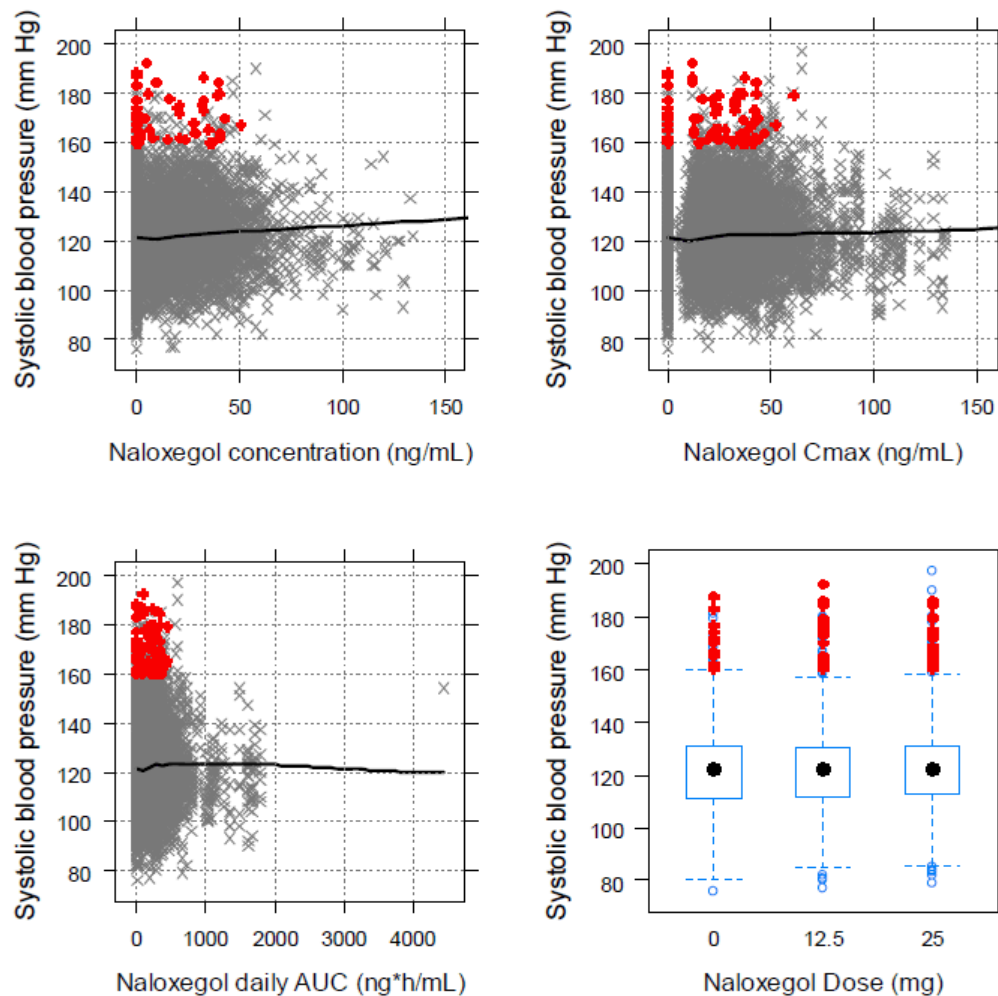 Systolic blood pressure (mm Hg)
200
180
160
140
120
100
80
0 50 100 150
Naloxegol concentration (ng/mL)
Systolic blood pressure (mm Hg)
200
180
160
140
120
100
80
0 50 100 150
Naloxegol Cmax (ng/mL)
Systolic blood pressure (mm Hg)
200
180
160
140
120
100
80
0 1000 2000 3000 4000
Naloxegol daily AUC (ng*h/mL)
Systolic blood pressure (mm Hg)
200
180
160
140
120
100
80
0 12.5 25
Naloxegol Dose (mg)